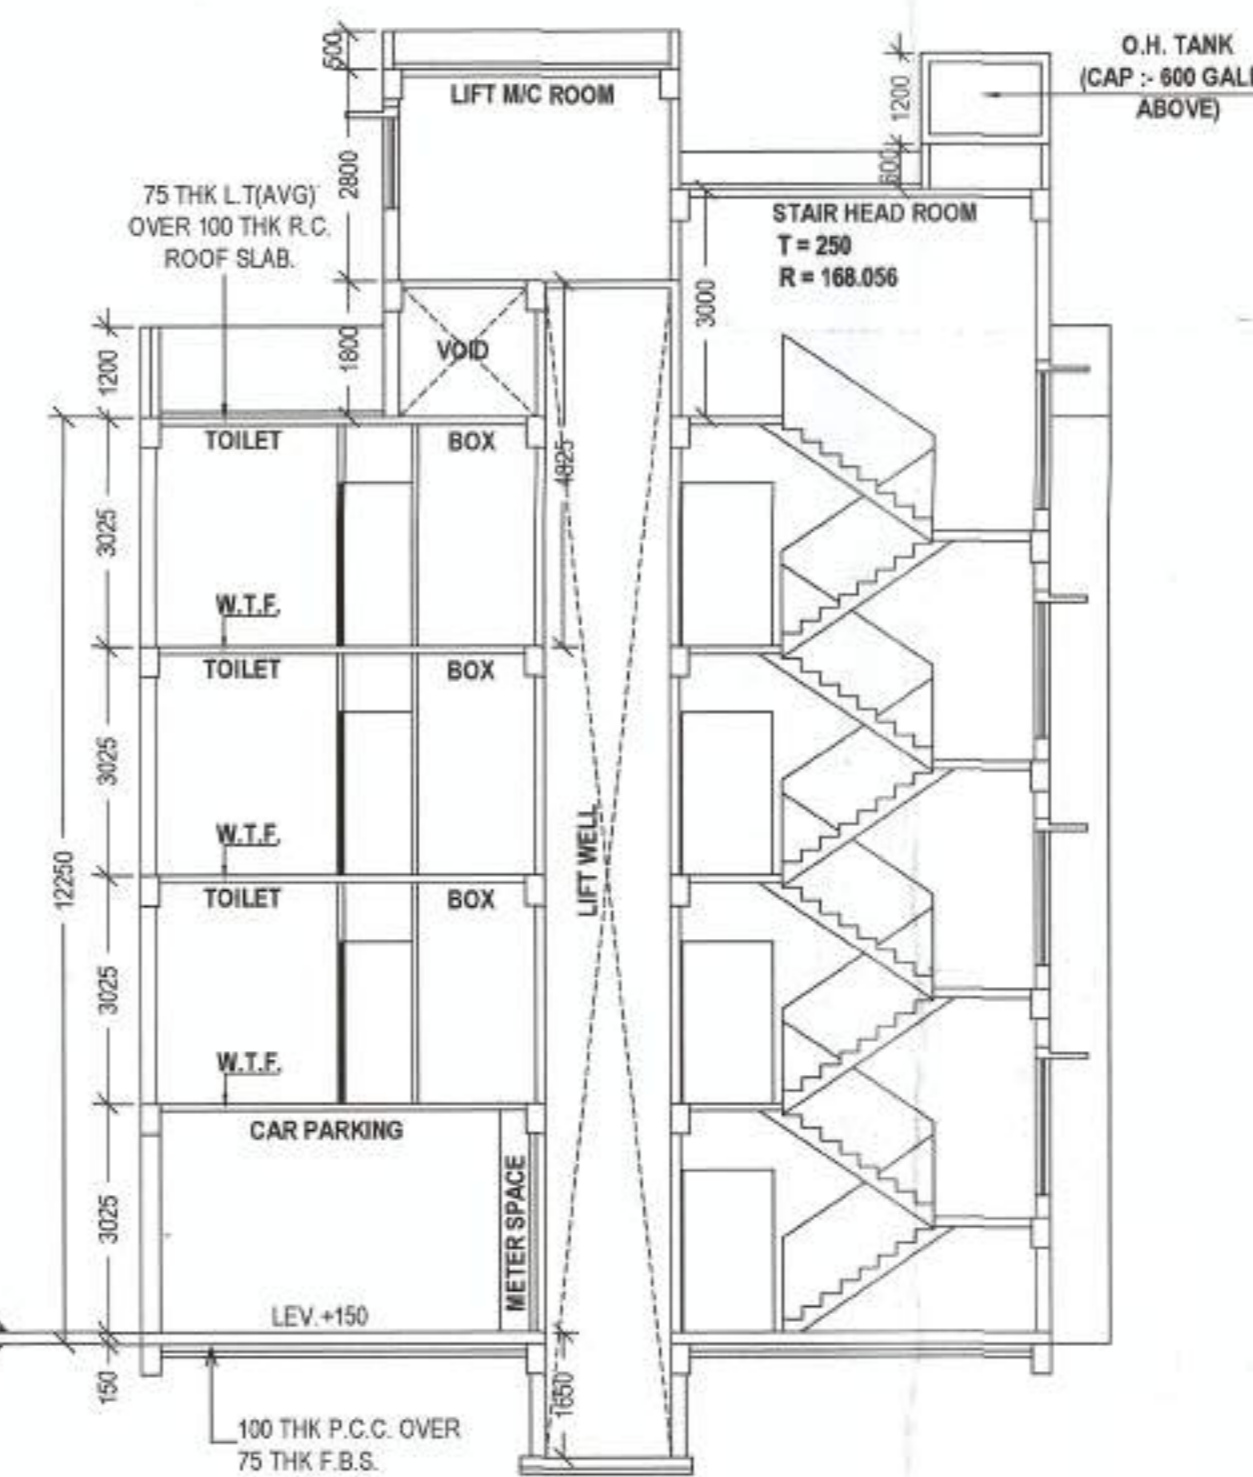 O.H. TANK
(CAP :- 600 GALL
ABOVE)
500
LIFT M/C ROOM
1200
600
2800
75 THK L.T(AVG)
OVER 100 THK R.C.
ROOF SLAB.
STAIR HEAD ROOM
T = 250
R = 168.056
3000
1800
VOID
1200
TOILET
BOX
4825
3025
W.T.F.
TOILET
BOX
3025
W.T.F.
LIFT WELL
12250
TOILET
BOX
3025
W.T.F.
CAR PARKING
METER SPACE
3025
LEV.+150
150
1650
100 THK P.C.C. OVER
75 THK F.B.S.